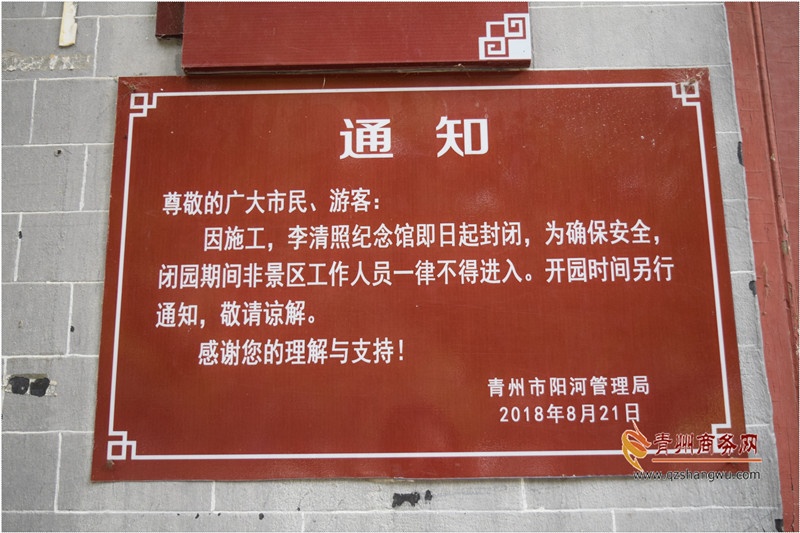 通知
尊敬的广大市民、游客：
因施工，李清照纪念馆即日起封闭，为确保安全，
闭园期间非景区工作人员一律不得进入。开园时间另行
通知，敬请谅解。
感谢您的理解与支持！
青州市阳河管理局
2018年8月21日
青州商务网
www.qzshangwu.com